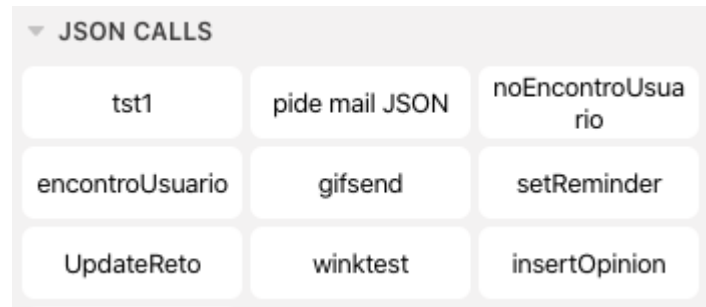 JSON CALLS
tst1
pide mail JSON
noEncontroUsua
rio
encontroUsuario
gifsend
setReminder
UpdateReto
winktest
insertOpinion